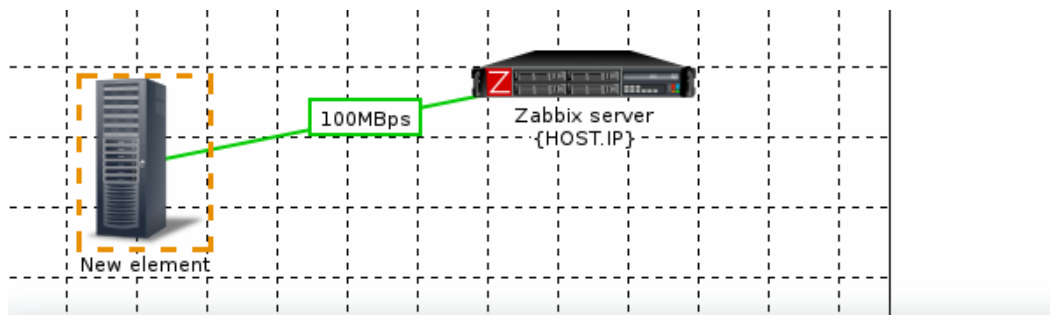 Z
100MBps
Zabbix server
{HOST.IP}
New element